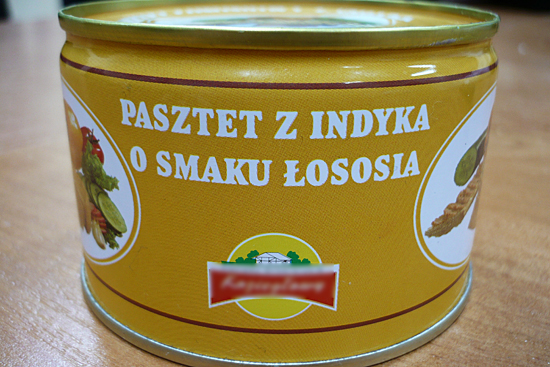 PASZTET Z INDYKA
O SMAKU ŁOSOSIA